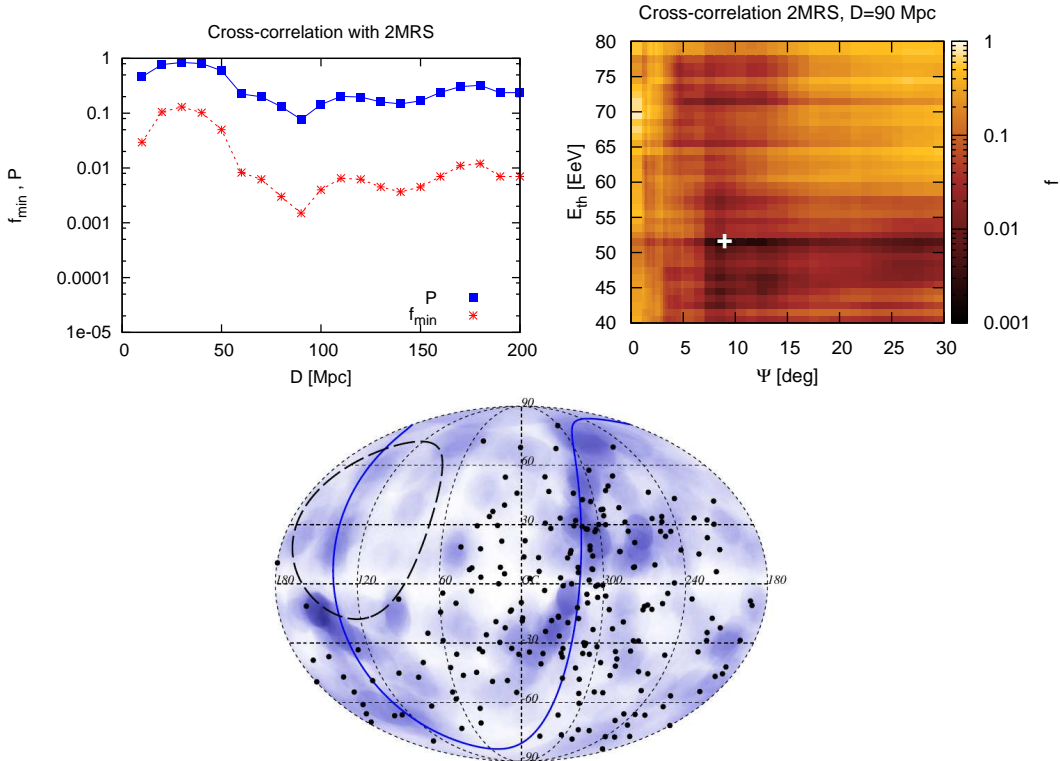 Cross-correlation with 2MRS
f_min , P
1
0.1
0.01
0.001
0.0001
1e-05
P
f_min
0 50 100 150 200
D [Mpc]
Cross-correlation 2MRS, D=90 Mpc
E_th [EeV]
80
75
70
65
60
55
50
45
40
0 5 10 15 20 25 30
Ψ [deg]
1
0.1
0.01
0.001
f
90
60
30
180 120 60 GC 300 240 180
-30
-60
-90